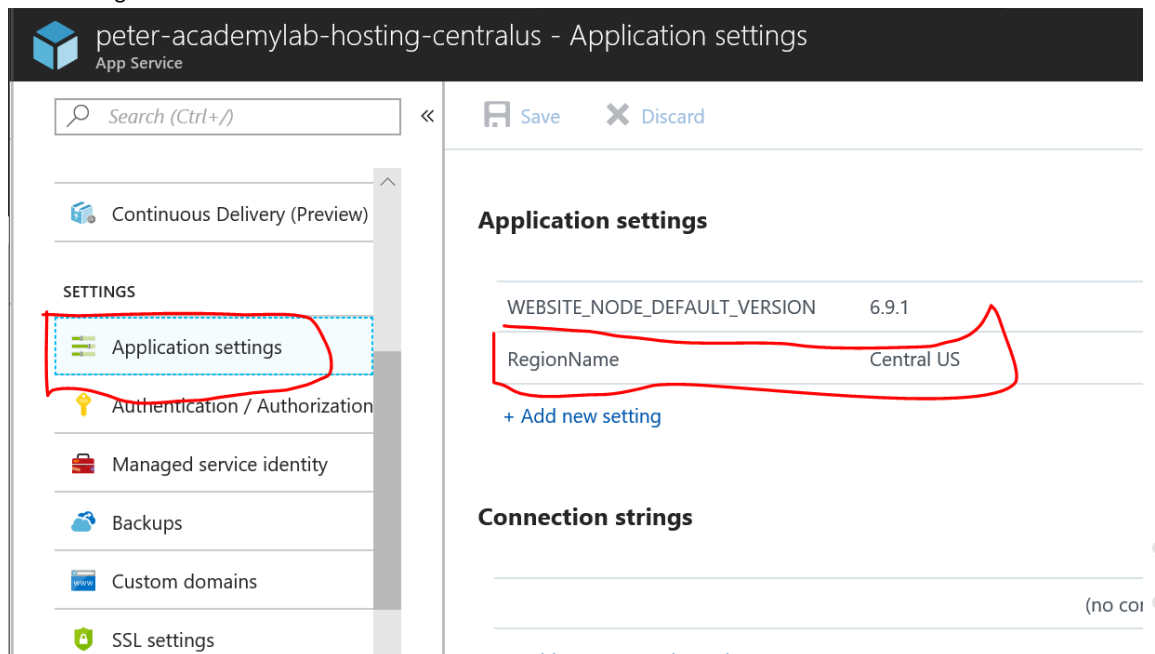 peter-academylab-hosting-centralus - Application settings
App Service
Search (Ctrl+/)
«
Save
Discard
Continuous Delivery (Preview)
SETTINGS
Application settings
Authentication / Authorization
Managed service identity
Backups
Custom domains
SSL settings
Application settings
WEBSITE_NODE_DEFAULT_VERSION 6.9.1
RegionName Central US
+ Add new setting
Connection strings
(no